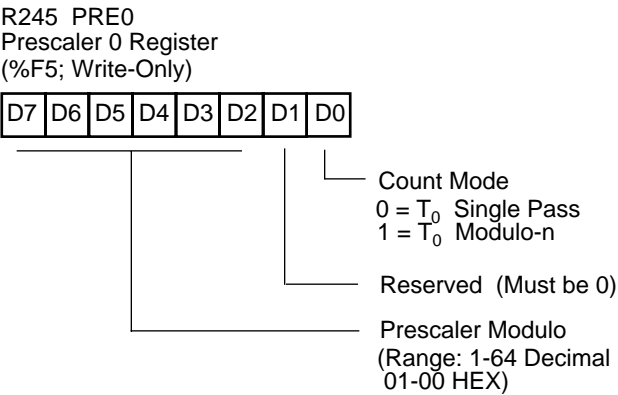 R245 PRE0
Prescaler 0 Register
(%F5; Write-Only)
D7 D6 D5 D4 D3 D2 D1 D0
Count Mode
0 = T0 Single Pass
1 = T0 Modulo-n
Reserved (Must be 0)
Prescaler Modulo
(Range: 1-64 Decimal
01-00 HEX)